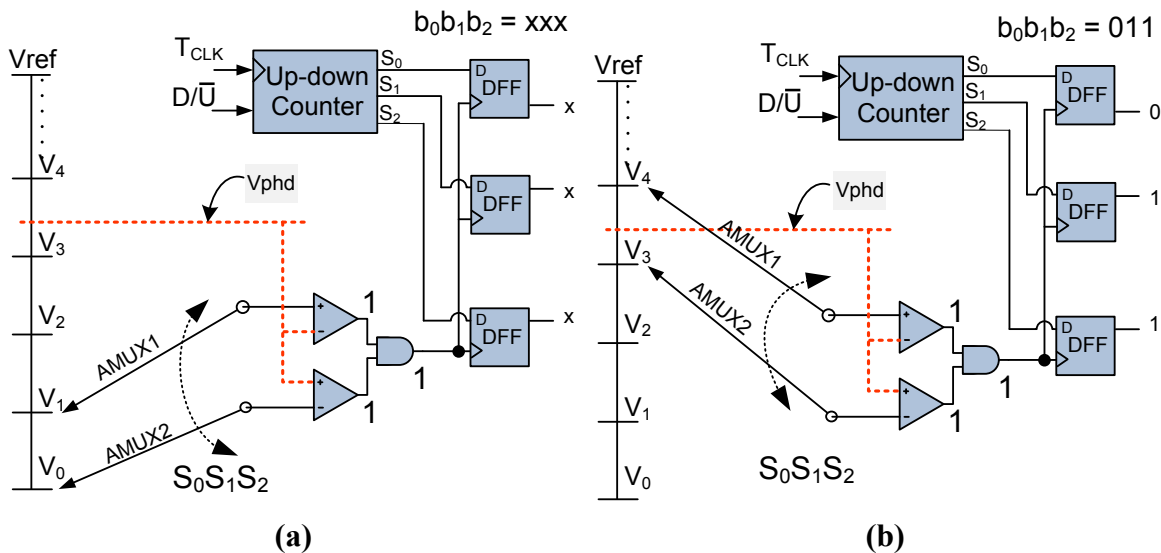 b₀b₁b₂ = xxx
Vref
T_CLK
D/U̅
Up-down
Counter
S₀
S₁
S₂
D
DFF
x
D
DFF
x
D
DFF
x
V₄
Vphd
V₃
V₂
V₁
V₀
AMUX1
AMUX2
+
-
1
+
-
1
1
S₀S₁S₂
(a)
b₀b₁b₂ = 011
Vref
T_CLK
D/U̅
Up-down
Counter
S₀
S₁
S₂
D
DFF
0
D
DFF
1
D
DFF
1
V₄
Vphd
V₃
V₂
V₁
V₀
AMUX1
AMUX2
+
-
1
+
-
1
1
S₀S₁S₂
(b)